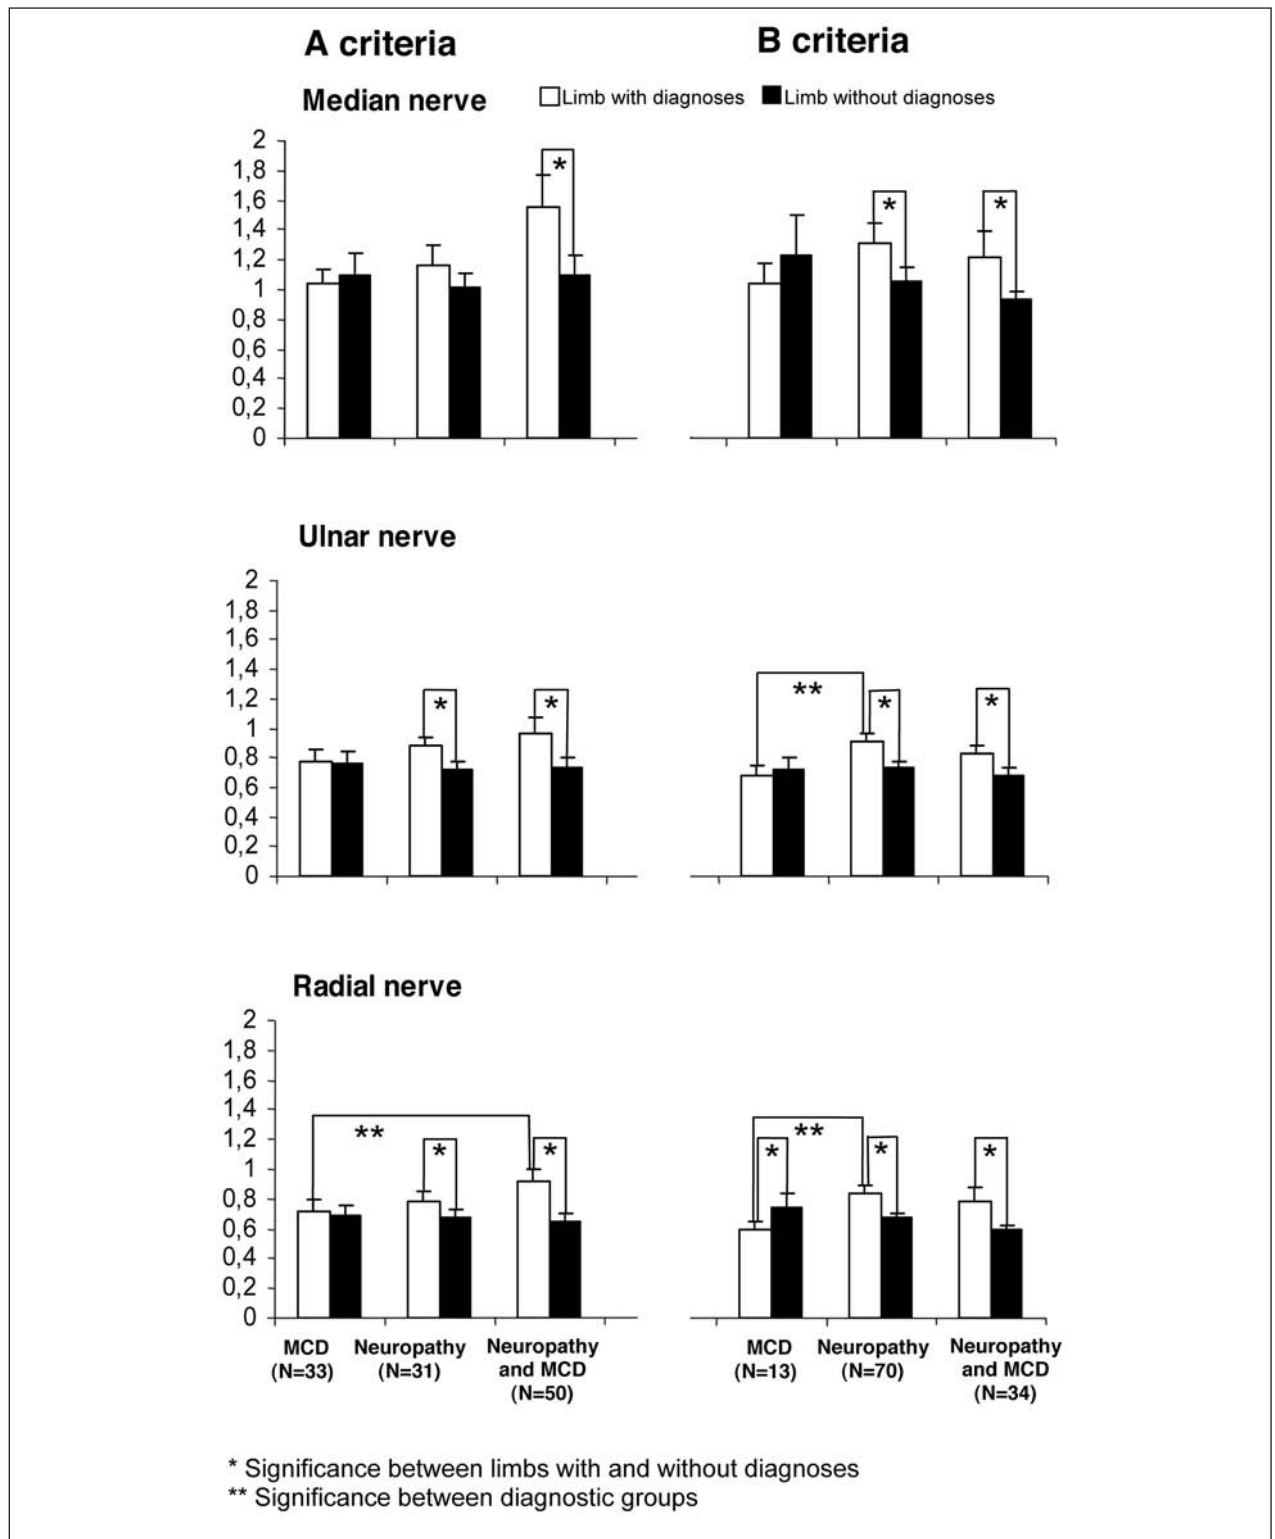 A criteria
B criteria
Median nerve
Limb with diagnoses
Limb without diagnoses
2
1,8
1,6
1,4
1,2
1
0,8
0,6
0,4
0,2
0
*
*
*
Ulnar nerve
2
1,8
1,6
1,4
1,2
1
0,8
0,6
0,4
0,2
0
*
*
**
*
*
Radial nerve
2
1,8
1,6
1,4
1,2
1
0,8
0,6
0,4
0,2
0
**
*
*
*
**
*
*
MCD
(N=33)
Neuropathy
(N=31)
Neuropathy
and MCD
(N=50)
MCD
(N=13)
Neuropathy
(N=70)
Neuropathy
and MCD
(N=34)
* Significance between limbs with and without diagnoses
** Significance between diagnostic groups